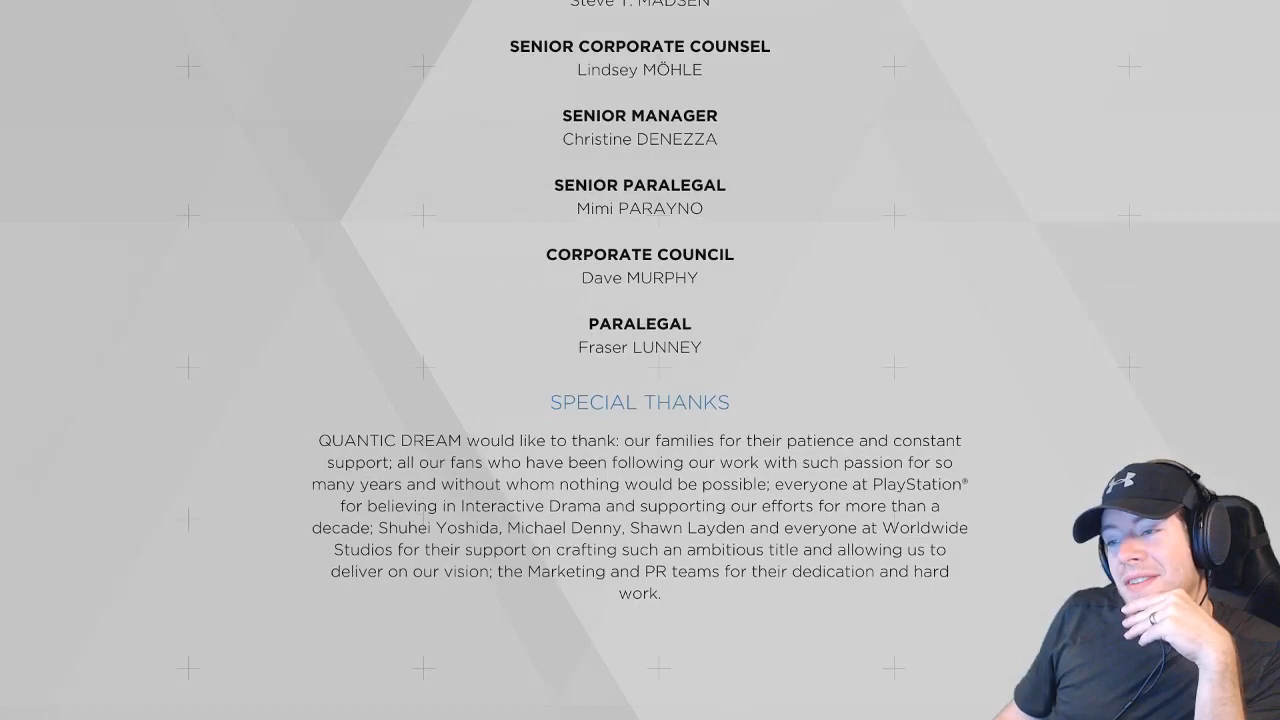 Steve T. MADSEN
SENIOR CORPORATE COUNSEL
Lindsey MÖHLE
SENIOR MANAGER
Christine DENEZZA
SENIOR PARALEGAL
Mimi PARAYNO
CORPORATE COUNCIL
Dave MURPHY
PARALEGAL
Fraser LUNNEY
SPECIAL THANKS
QUANTIC DREAM would like to thank: our families for their patience and constant
support; all our fans who have been following our work with such passion for so
many years and without whom nothing would be possible; everyone at PlayStation®
for believing in Interactive Drama and supporting our efforts for more than a
decade; Shuhei Yoshida, Michael Denny, Shawn Layden and everyone at Worldwide
Studios for their support on crafting such an ambitious title and allowing us to
deliver on our vision; the Marketing and PR teams for their dedication and hard
work.